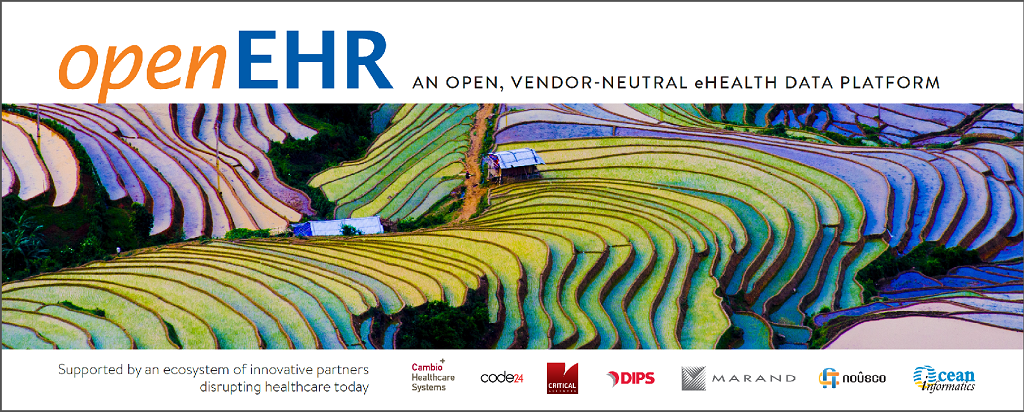 openEHR
AN OPEN, VENDOR-NEUTRAL eHEALTH DATA PLATFORM
Supported by an ecosystem of innovative partners
disrupting healthcare today
Cambio+
Healthcare
Systems
code24
CRITICAL
DIPS
MARAND
noûsco
Ocean
Informatics